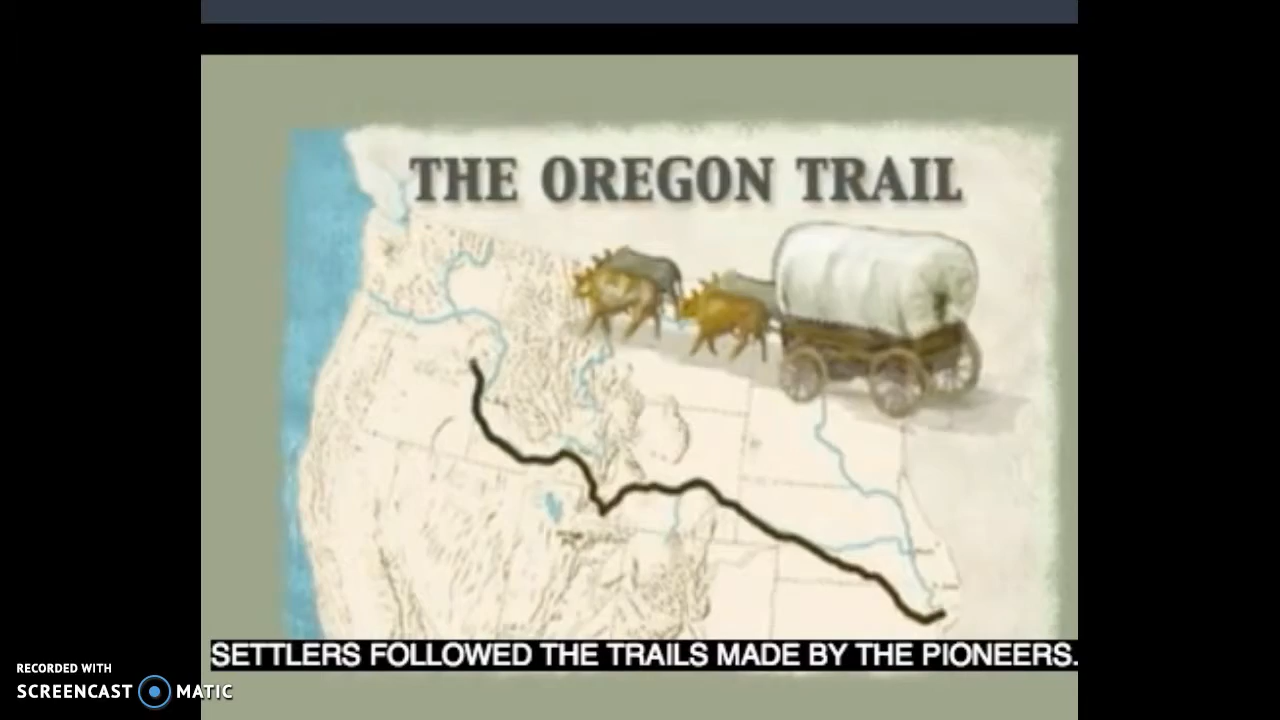 THE OREGON TRAIL
SETTLERS FOLLOWED THE TRAILS MADE BY THE PIONEERS.
RECORDED WITH
SCREENCAST MATIC